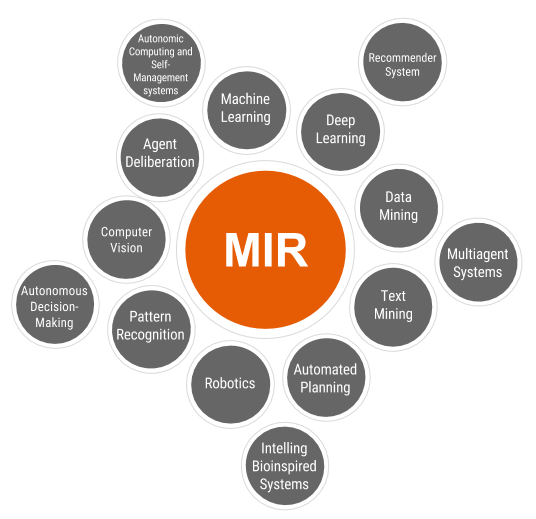 Autonomic
Computing and
Self-
Management
systems
Recommender
System
Machine
Learning
Deep
Learning
Agent
Deliberation
Data
Mining
Computer
Vision
MIR
Multiagent
Systems
Autonomous
Decision-
Making
Pattern
Recognition
Text
Mining
Robotics
Automated
Planning
Intelling
Bioinspired
Systems